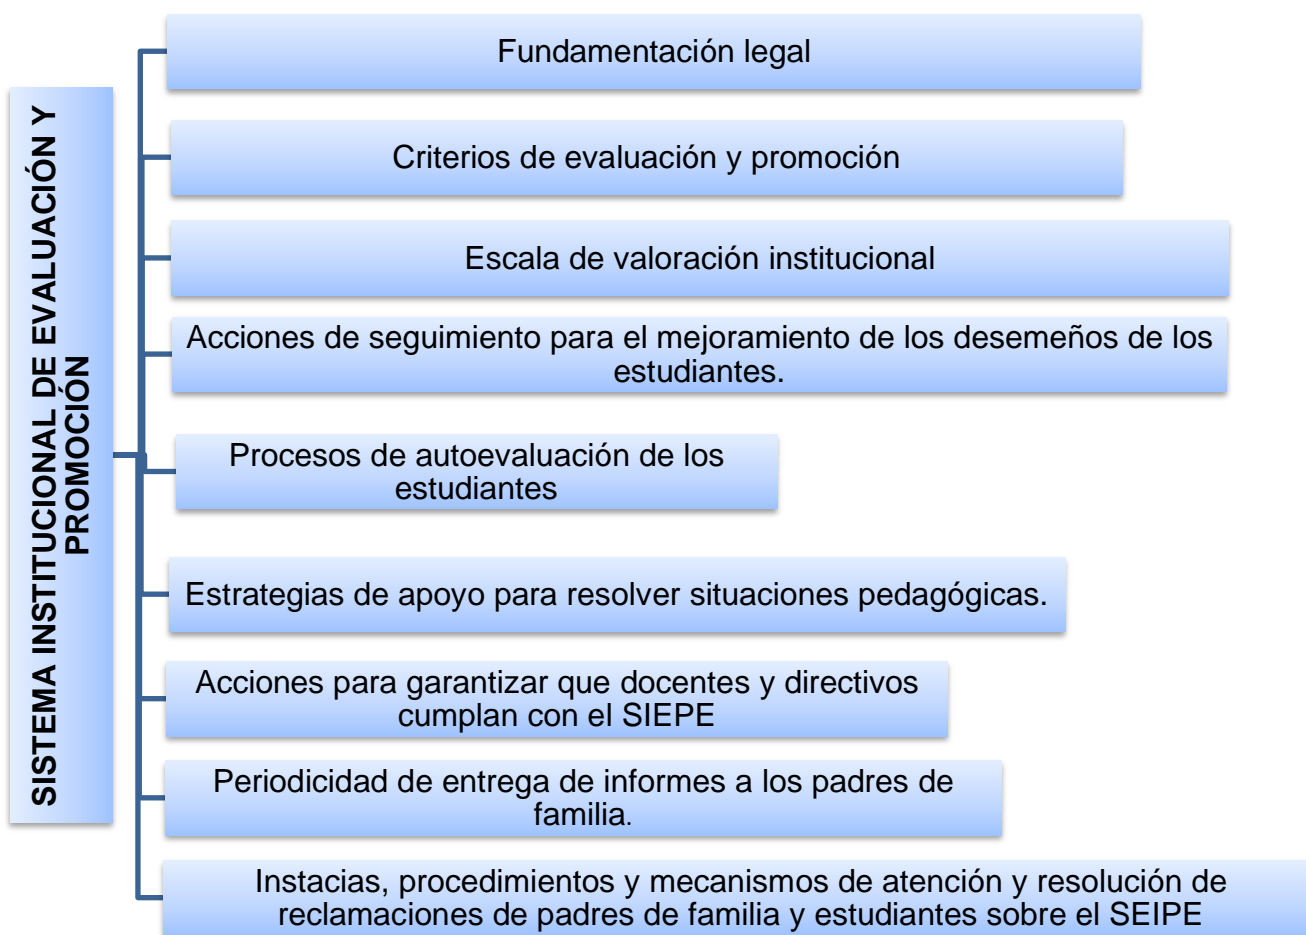 SISTEMA INSTITUCIONAL DE EVALUACIÓN Y
PROMOCIÓN
Fundamentación legal
Criterios de evaluación y promoción
Escala de valoración institucional
Acciones de seguimiento para el mejoramiento de los desemeños de los
estudiantes.
Procesos de autoevaluación de los
estudiantes
Estrategias de apoyo para resolver situaciones pedagógicas.
Acciones para garantizar que docentes y directivos
cumplan con el SIEPE
Periodicidad de entrega de informes a los padres de
familia.
Instacias, procedimientos y mecanismos de atención y resolución de
reclamaciones de padres de familia y estudiantes sobre el SEIPE